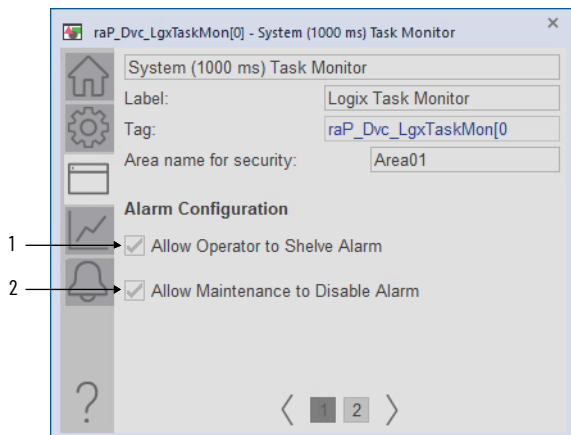 raP_Dvc_LgxTaskMon[0] - System (1000 ms) Task Monitor
System (1000 ms) Task Monitor
Label: Logix Task Monitor
Tag: raP_Dvc_LgxTaskMon[0
Area name for security: Area01
Alarm Configuration
1 Allow Operator to Shelve Alarm
2 Allow Maintenance to Disable Alarm
? 1 2